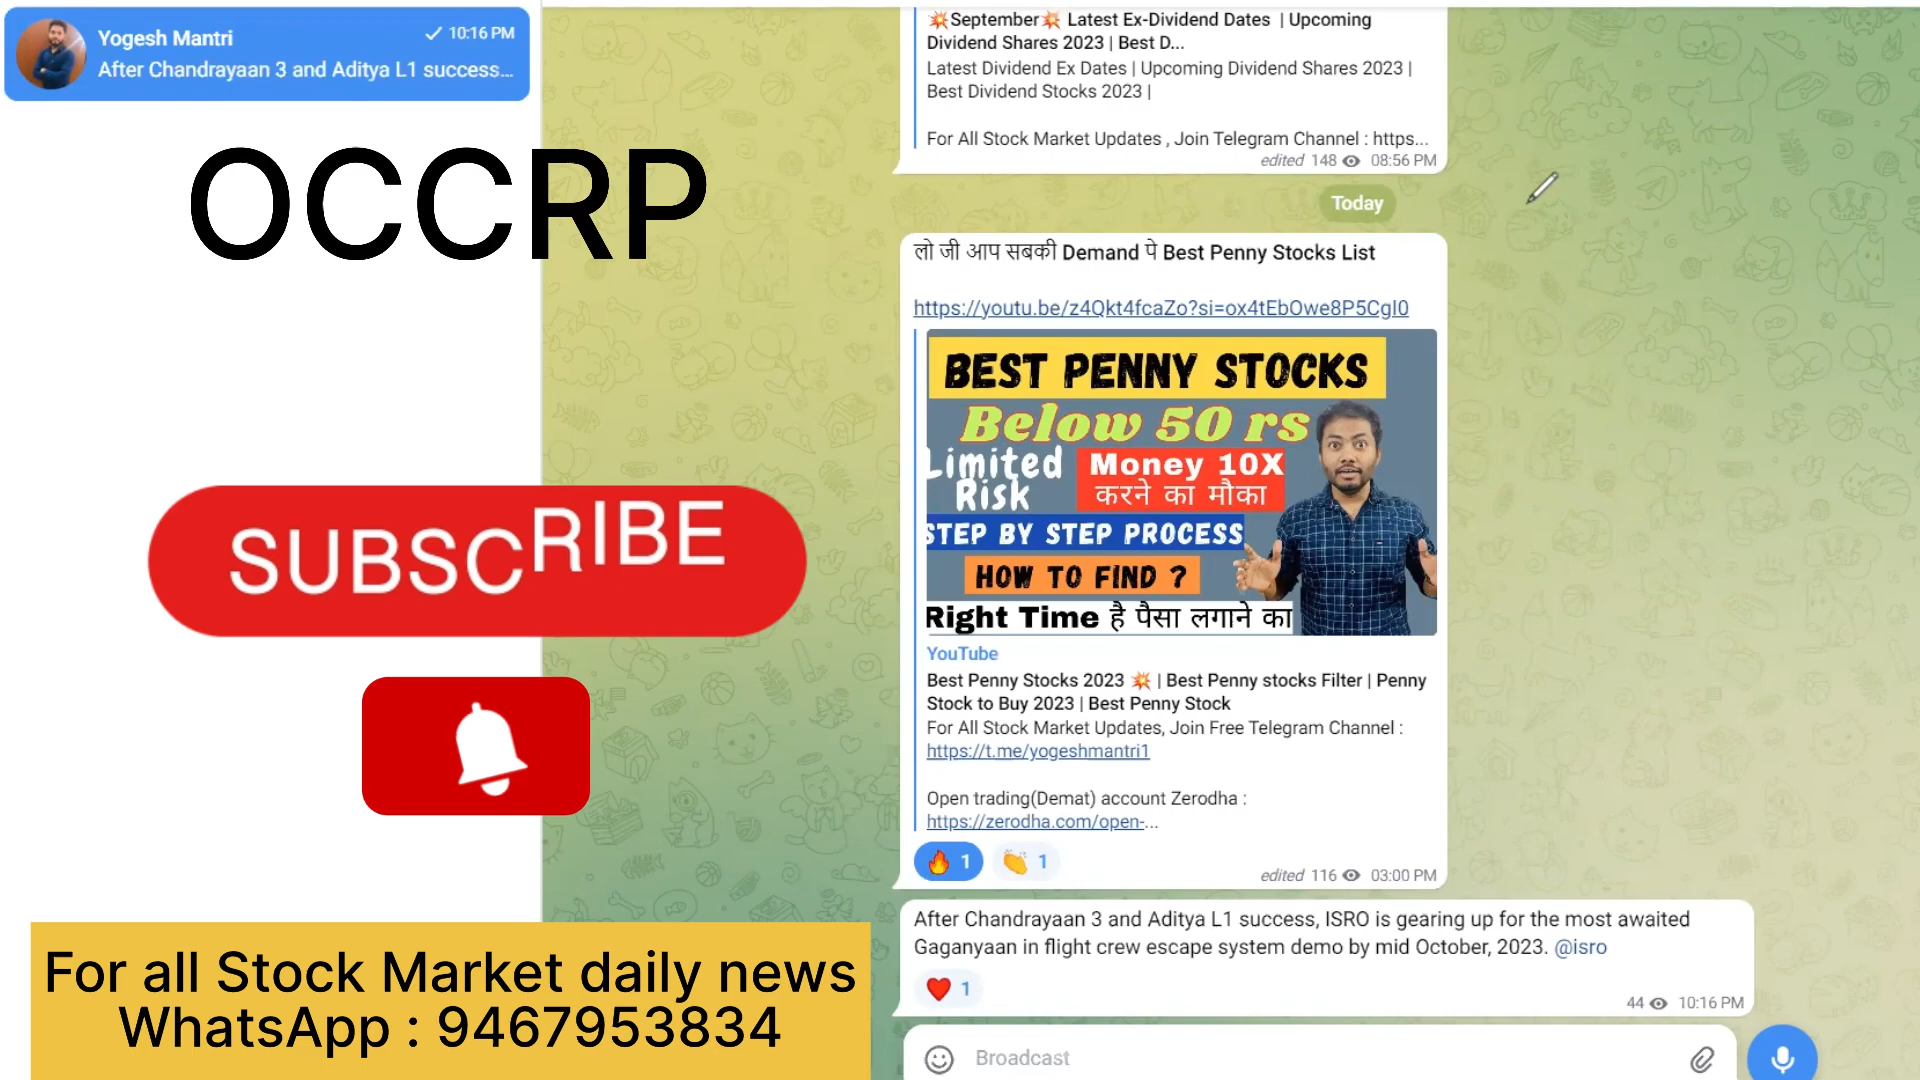 Yogesh Mantri
10:16 PM
After Chandrayaan 3 and Aditya L1 success...
OCCRP
SUBSCRIBE
For all Stock Market daily news
WhatsApp : 9467953834
💥September💥 Latest Ex-Dividend Dates | Upcoming
Dividend Shares 2023 | Best D...
Latest Dividend Ex Dates | Upcoming Dividend Shares 2023 |
Best Dividend Stocks 2023 |
For All Stock Market Updates , Join Telegram Channel : https...
edited 148 08:56 PM
Today
लो जी आप सबकी Demand पे Best Penny Stocks List
https://youtu.be/z4Qkt4fcaZo?si=ox4tEbOwe8P5CgI0
BEST PENNY STOCKS
Below 50 rs
Limited
Risk
Money 10X
करने का मौका
STEP BY STEP PROCESS
HOW TO FIND ?
Right Time है पैसा लगाने का
YouTube
Best Penny Stocks 2023 💥 | Best Penny stocks Filter | Penny
Stock to Buy 2023 | Best Penny Stock
For All Stock Market Updates, Join Free Telegram Channel :
https://t.me/yogeshmantri1
Open trading(Demat) account Zerodha :
https://zerodha.com/open-...
🔥 1 👏 1
edited 116 03:00 PM
After Chandrayaan 3 and Aditya L1 success, ISRO is gearing up for the most awaited
Gaganyaan in flight crew escape system demo by mid October, 2023. @isro
❤️ 1
44 10:16 PM
Broadcast